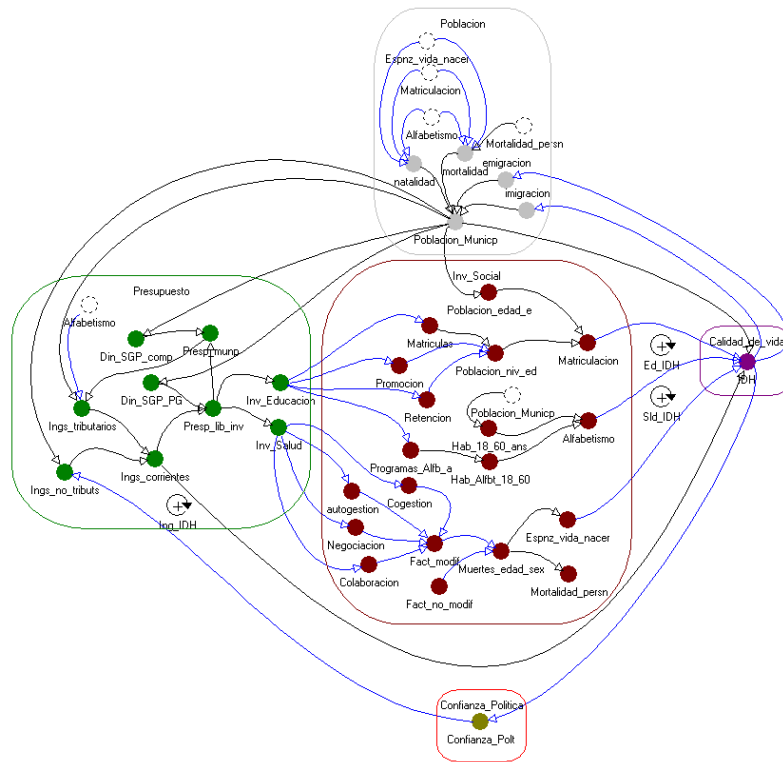 Poblacion
Espnz_vida_nacer
Matriculacion
Alfabetismo
Mortalidad_persn
natalidad
mortalidad
emigracion
imigracion
Poblacion_Municp
Presupuesto
Alfabetismo
Din_SGP_comp
Presp_munp
Din_SGP_PG
Ings_tributarios
Presp_lib_inv
Inv_Educacion
Inv_Salud
Ings_corrientes
Ings_no_tributs
Ing_IDH
Inv_Social
Poblacion_edad_e
Matriculas
Poblacion_niv_ed
Matriculacion
Promocion
Retencion
Poblacion_Municp
Hab_18_60_ans
Alfabetismo
Programas_Alfb_a
Hab_Alfbt_18_60
Cogestion
autogestion
Negociacion
Colaboracion
Fact_modif
Muertes_edad_sex
Espnz_vida_nacer
Fact_no_modif
Mortalidad_persn
Calidad_de_vida
IDH
Ed_IDH
Sld_IDH
Confianza_Politica
Confianza_Polt